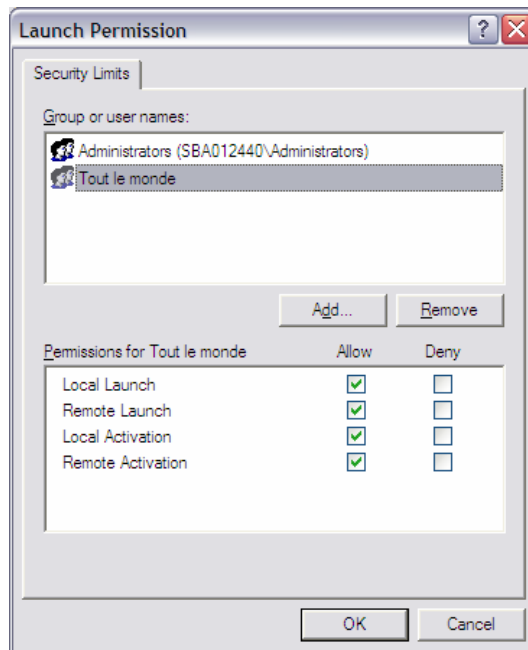 Launch Permission
Security Limits
Group or user names:
Administrators (SBA012440\Administrators)
Tout le monde
Add... Remove
Permissions for Tout le monde Allow Deny
Local Launch
Remote Launch
Local Activation
Remote Activation
OK Cancel